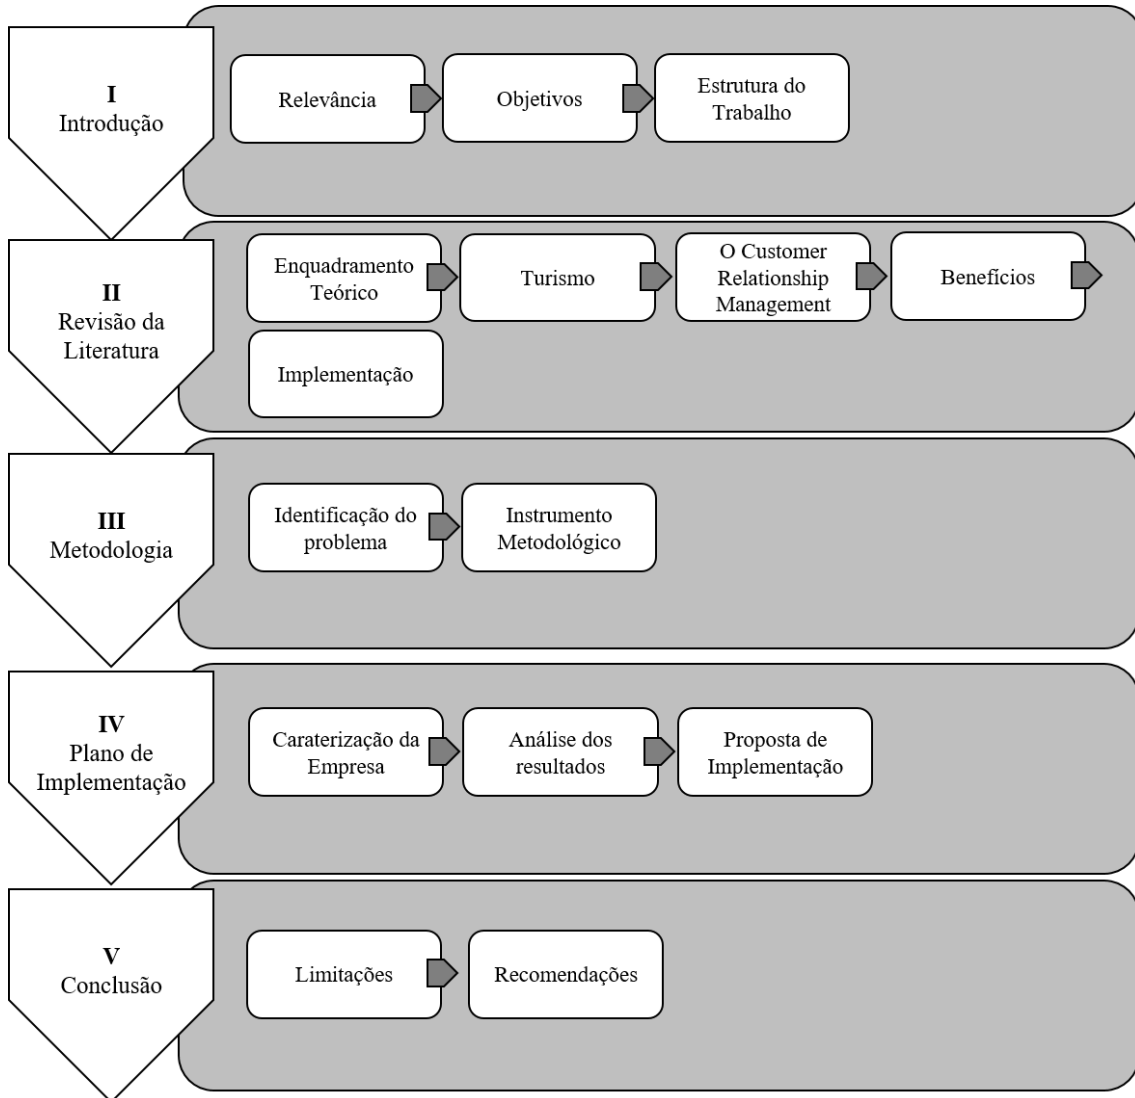 I
Introdução
Relevância
Objetivos
Estrutura do
Trabalho
II
Revisão da
Literatura
Enquadramento
Teórico
Turismo
O Customer
Relationship
Management
Benefícios
Implementação
III
Metodologia
Identificação do
problema
Instrumento
Metodológico
IV
Plano de
Implementação
Caraterização da
Empresa
Análise dos
resultados
Proposta de
Implementação
V
Conclusão
Limitações
Recomendações